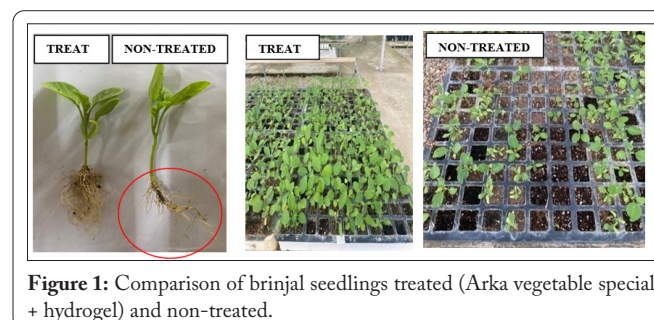 TREAT NON-TREATED TREAT NON-TREATED
Figure 1: Comparison of brinjal seedlings treated (Arka vegetable special
+ hydrogel) and non-treated.